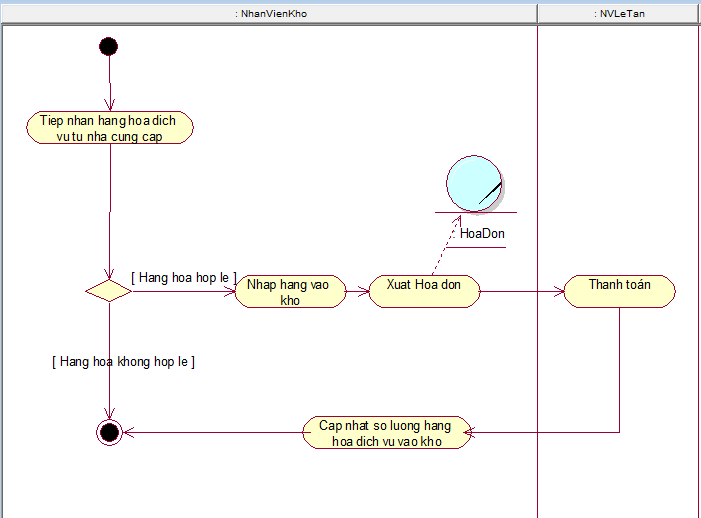 : NhanVienKho
: NVLeTan
Tiep nhan hang hoa dich
vu tu nha cung cap
: HoaDon
[ Hang hoa hop le ]
Nhap hang vao
kho
Xuat Hoa don
Thanh toán
[ Hang hoa khong hop le ]
Cap nhat so luong hang
hoa dich vu vao kho